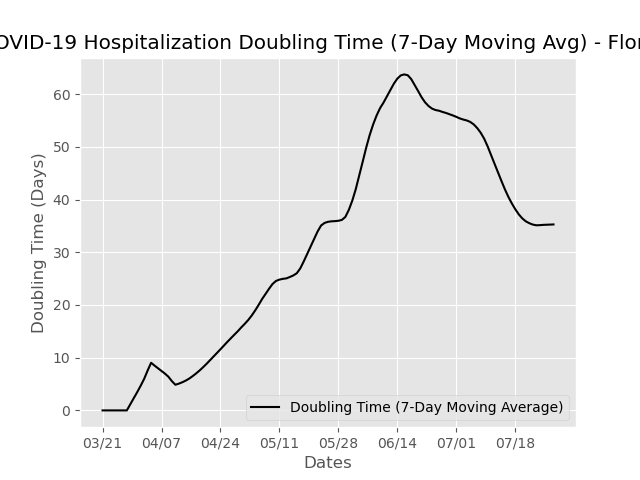 OVID-19 Hospitalization Doubling Time (7-Day Moving Avg) - Flor
60
50
40
30
20
10
0
Doubling Time (Days)
Doubling Time (7-Day Moving Average)
03/21 04/07 04/24 05/11 05/28 06/14 07/01 07/18
Dates